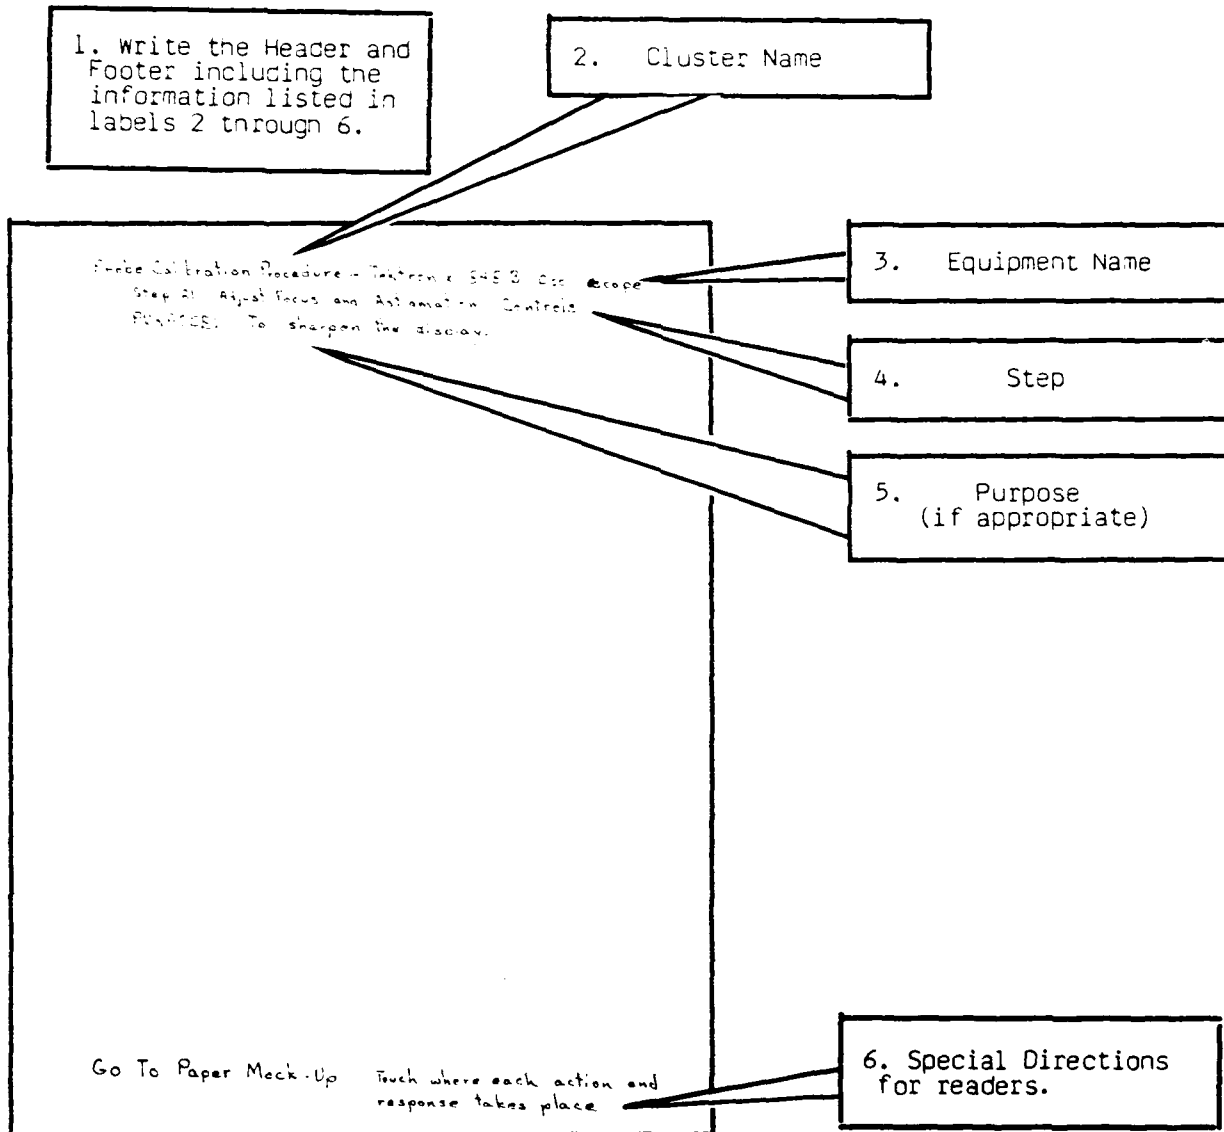 1. Write the Header and
Footer including the
information listed in
labels 2 through 6.
2. Cluster Name
Probe Calibration Procedure - Tektronix 545 B Oscilloscope
3. Equipment Name
Step 2: Adjust Focus and Astigmatism Controls
PURPOSE: To sharpen the display.
4. Step
5. Purpose
(if appropriate)
Go To Paper Mock-Up Touch where each action and
response takes place
6. Special Directions
for readers.